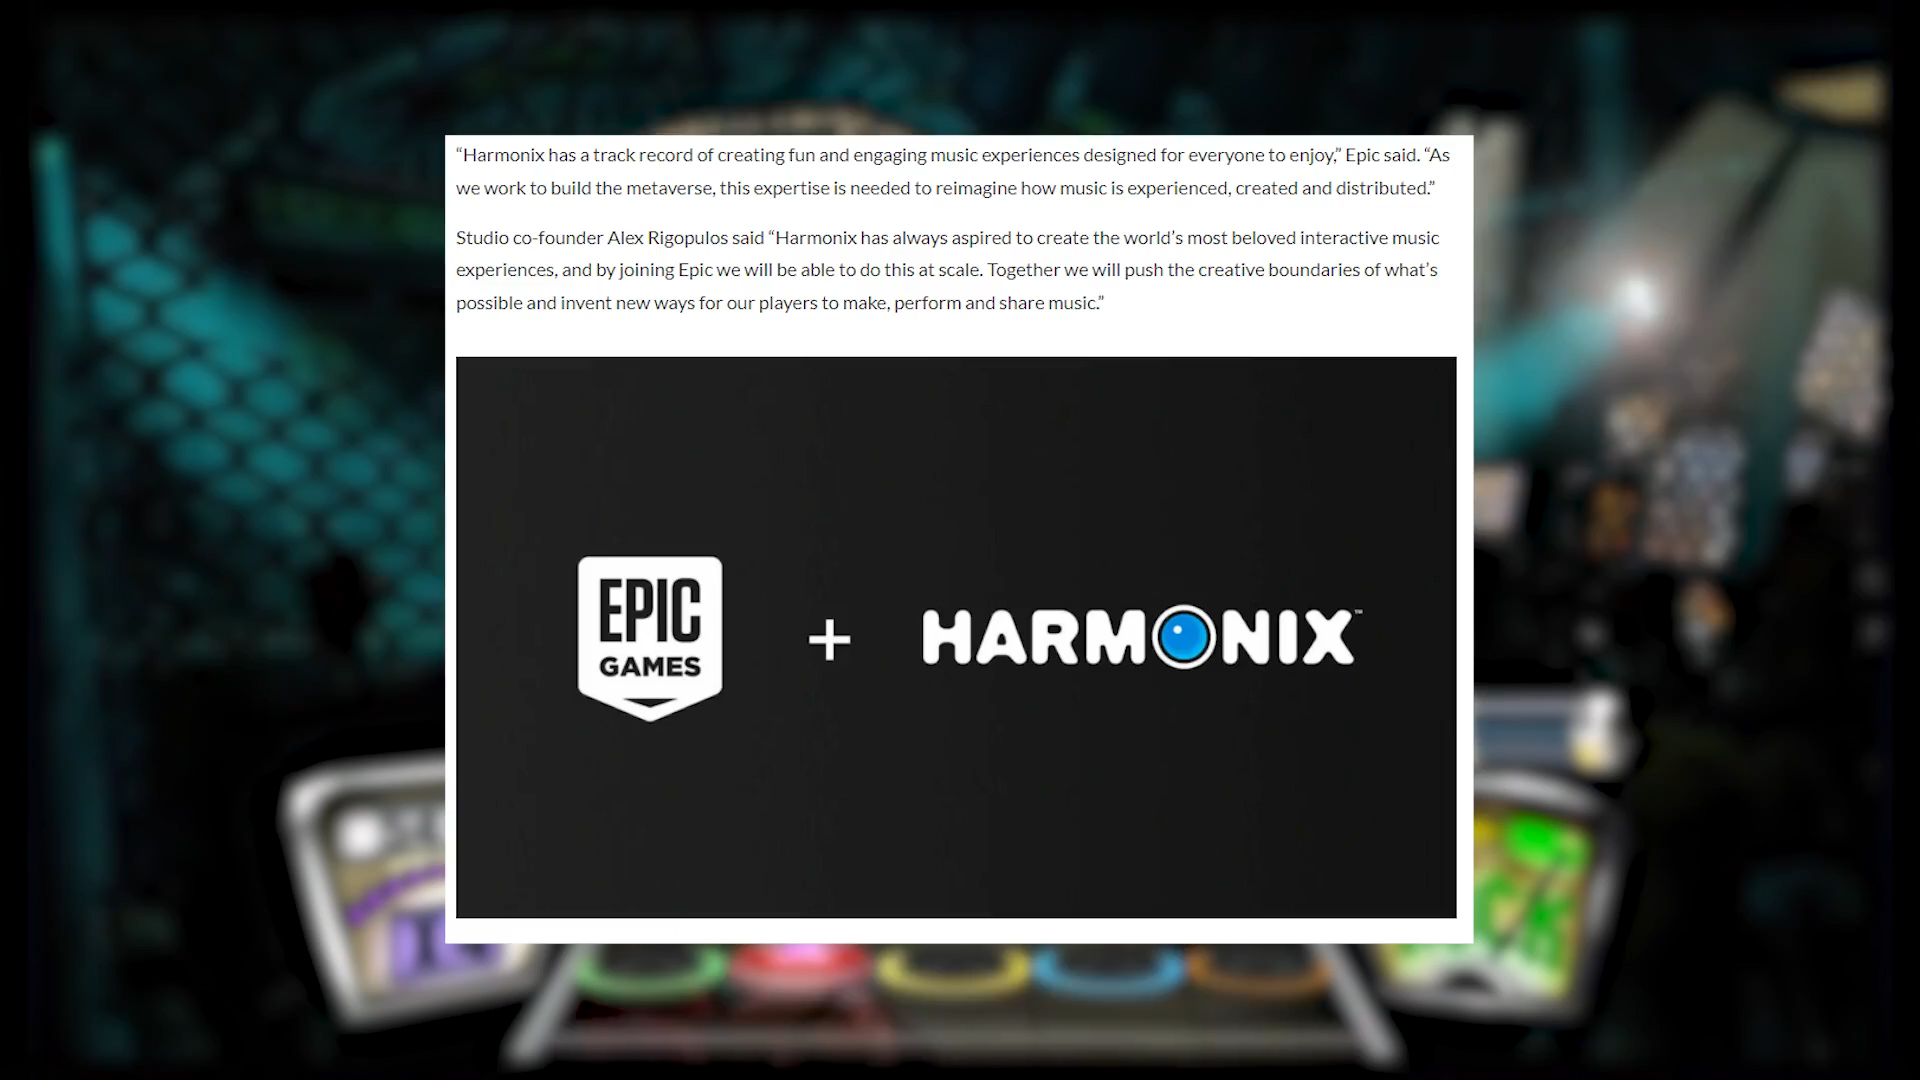 “Harmonix has a track record of creating fun and engaging music experiences designed for everyone to enjoy,” Epic said. “As
we work to build the metaverse, this expertise is needed to reimagine how music is experienced, created and distributed.”
Studio co-founder Alex Rigopulos said “Harmonix has always aspired to create the world’s most beloved interactive music
experiences, and by joining Epic we will be able to do this at scale. Together we will push the creative boundaries of what’s
possible and invent new ways for our players to make, perform and share music.”
EPIC
GAMES
+
HARMONIX™